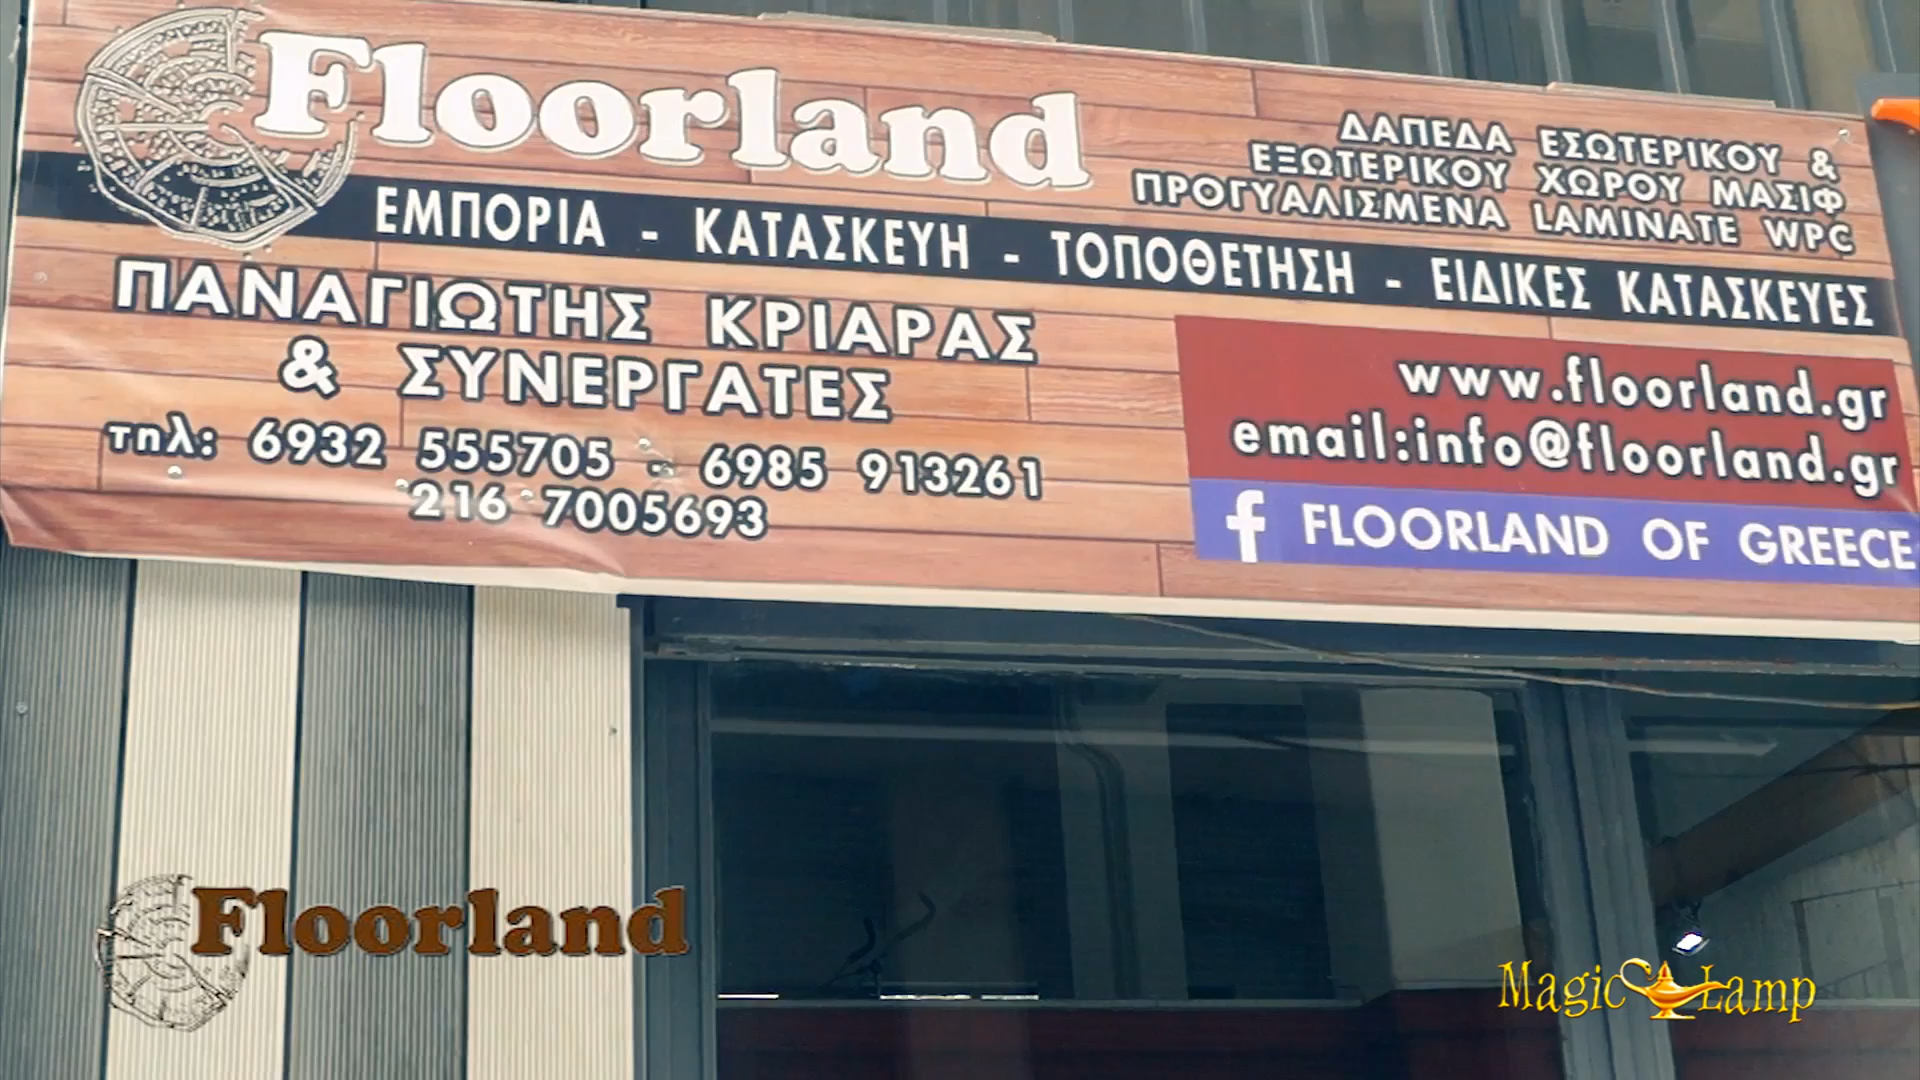 Floorland
ΔΑΠΕΔΑ ΕΣΩΤΕΡΙΚΟΥ &
ΕΞΩΤΕΡΙΚΟΥ ΧΩΡΟΥ ΜΑΣΙΦ
ΠΡΟΓΥΑΛΙΣΜΕΝΑ LAMINATE WPC
ΕΜΠΟΡΙΑ - ΚΑΤΑΣΚΕΥΗ - ΤΟΠΟΘΕΤΗΣΗ - ΕΙΔΙΚΕΣ ΚΑΤΑΣΚΕΥΕΣ
ΠΑΝΑΓΙΩΤΗΣ ΚΡΙΑΡΑΣ
& ΣΥΝΕΡΓΑΤΕΣ
τηλ: 6932 555705 - 6985 913261
216 7005693
www.floorland.gr
email:info@floorland.gr
f FLOORLAND OF GREECE
Floorland
Magic Lamp